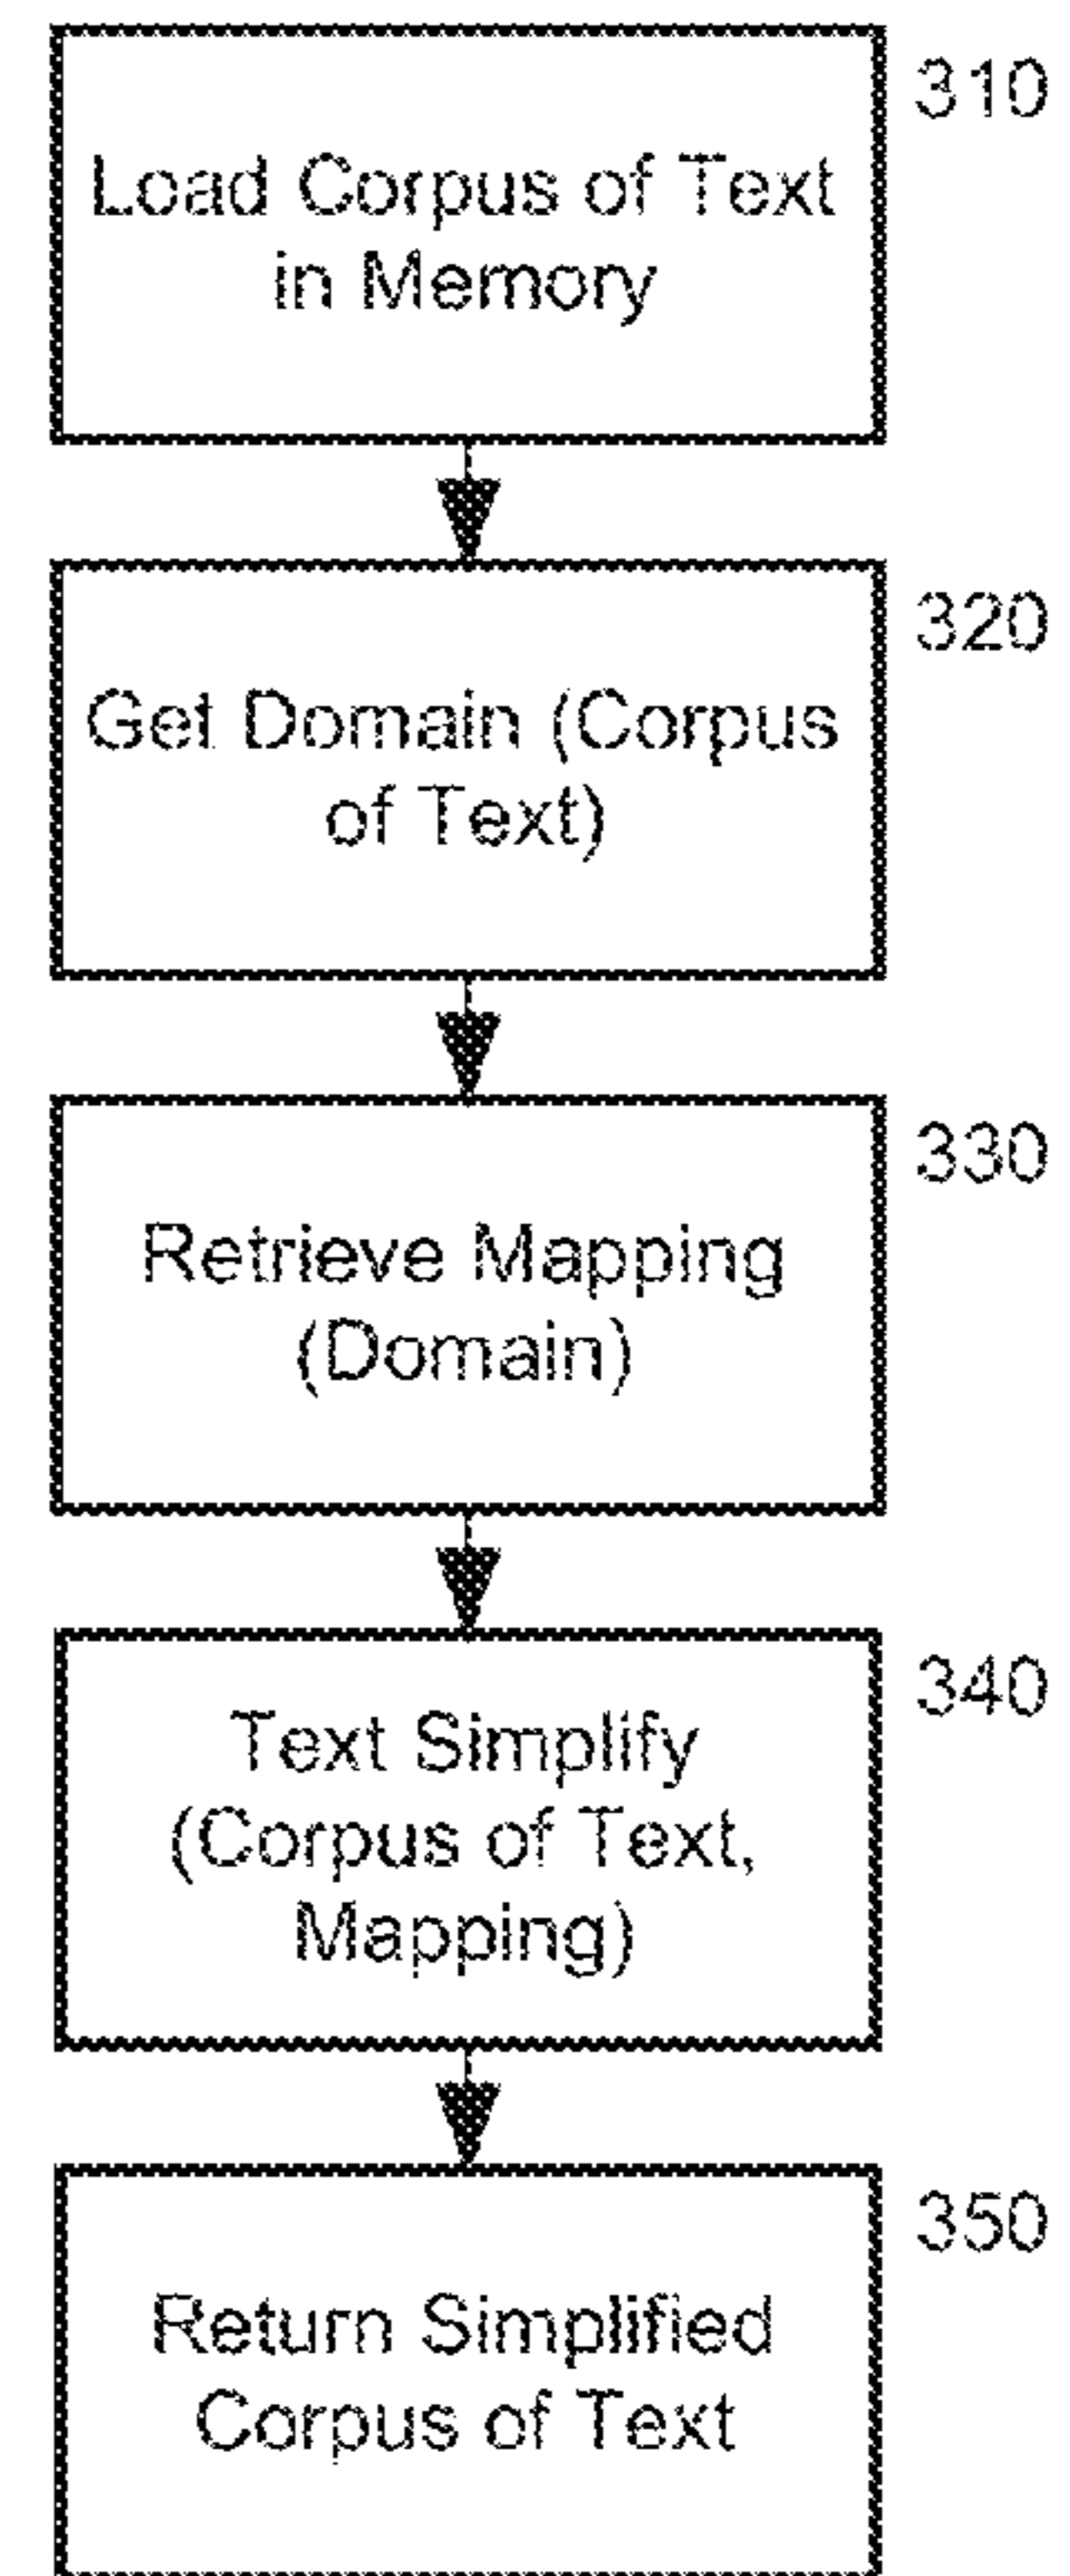 310
Load Corpus of Text
in Memory
320
Get Domain (Corpus
of Text)
330
Retrieve Mapping
(Domain)
340
Text Simplify
(Corpus of Text,
Mapping)
350
Return Simplified
Corpus of Text